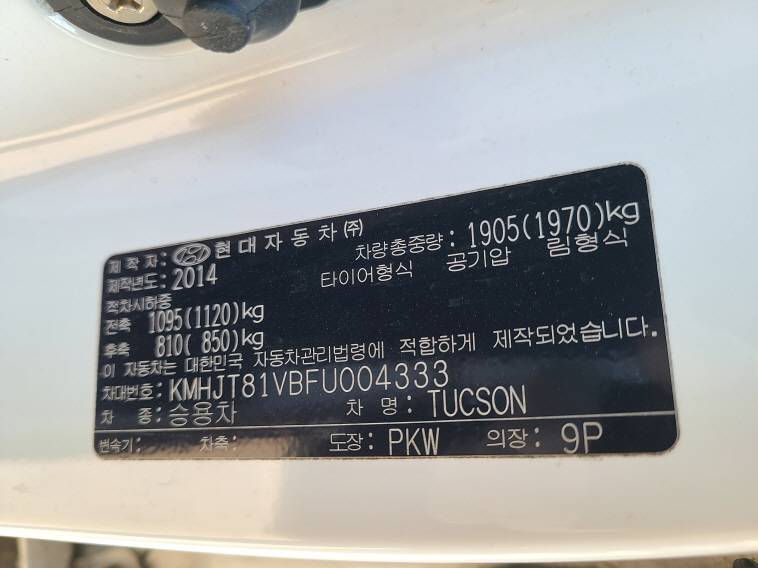 제 작 자: 현대자동차㈜
제작년도: 2014 차량총중량: 1905(1970)kg
적차시하중 타이어형식 공기압 림형식
전축 1095(1120)kg
후축 810( 850)kg
이 자동차는 대한민국 자동차관리법령에 적합하게 제작되었습니다.
차대번호: KMHJT81VBFU004333
차 종: 승용차 차 명: TUCSON
변속기: 차축: 도장: PKW 의장: 9P